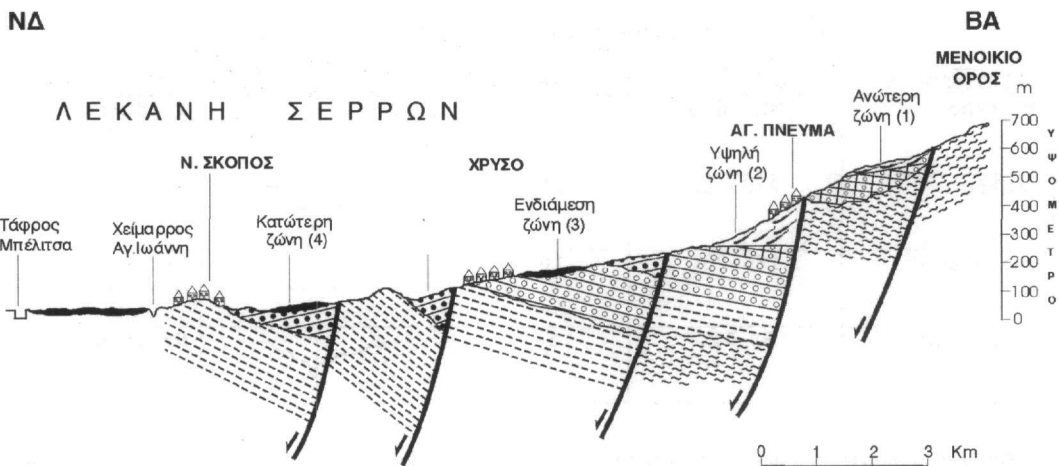 ΝΔ
ΒΑ
ΜΕΝΟΙΚΙΟ
ΟΡΟΣ
m
ΛΕΚΑΝΗ ΣΕΡΡΩΝ
Ανώτερη
ζώνη (1)
ΑΓ. ΠΝΕΥΜΑ
Ν. ΣΚΟΠΟΣ
ΧΡΥΣΟ
Υψηλή
ζώνη (2)
Τάφρος
Μπέλιτσα
Χείμαρρος
Αγ.Ιωάννη
Κατώτερη
ζώνη (4)
Ενδιάμεση
ζώνη (3)
700
600
500
400
300
200
100
0
ΥΨΟΜΕΤΡΟ
0 1 2 3 Km